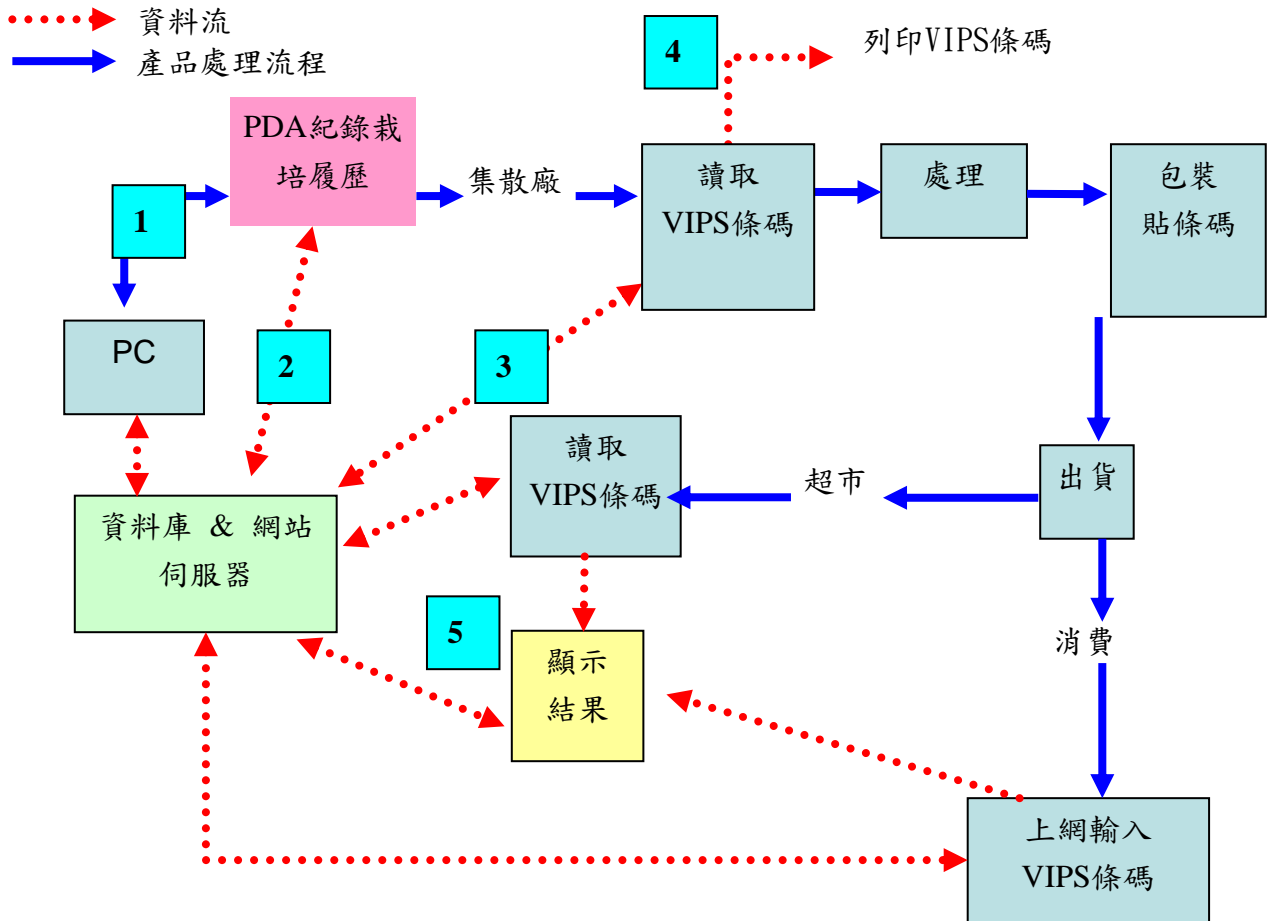 資料流
產品處理流程
4
列印VIPS條碼
PDA紀錄栽
培履歷
1
集散廠
讀取
VIPS條碼
處理
包裝
貼條碼
PC
2
3
讀取
VIPS條碼
超市
出貨
資料庫 & 網站
伺服器
5
顯示
結果
消費
上網輸入
VIPS條碼